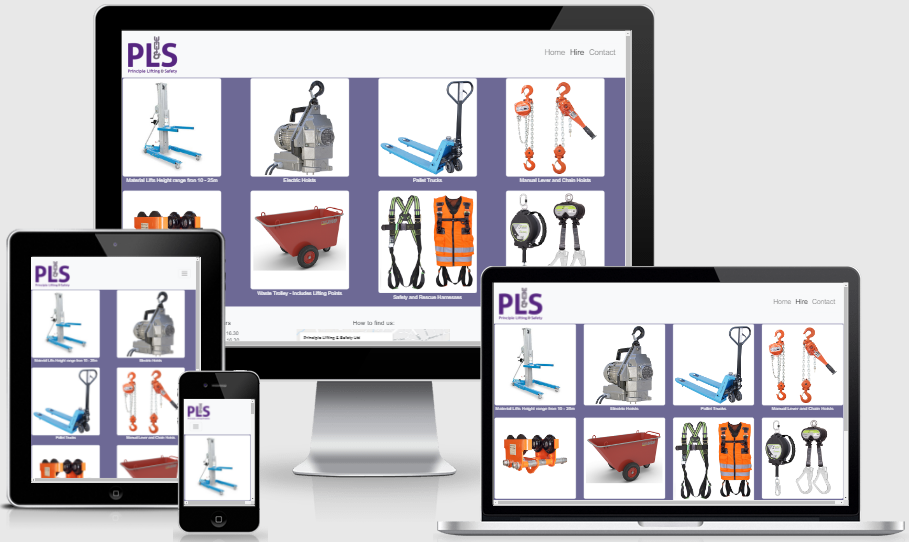 PLS
Principle Lifting & Safety
Home Hire Contact
Material Lifts Height range from 10 - 25m
Electric Hoists
Pallet Trucks
Manual Lever and Chain Hoists
Waste Trolley - Includes Lifting Points
Safety and Rescue Harnesses
How to find us:
Principle Lifting & Safety Ltd
PLS
Principle Lifting & Safety
Material Lifts Height range from 10 - 25m
Electric Hoists
Pallet Trucks
Manual Lever and Chain Hoists
PLS
PLS
Principle Lifting & Safety
Home Hire Contact
Material Lifts Height range from 10 - 25m
Electric Hoists
Pallet Trucks
Manual Lever and Chain Hoists